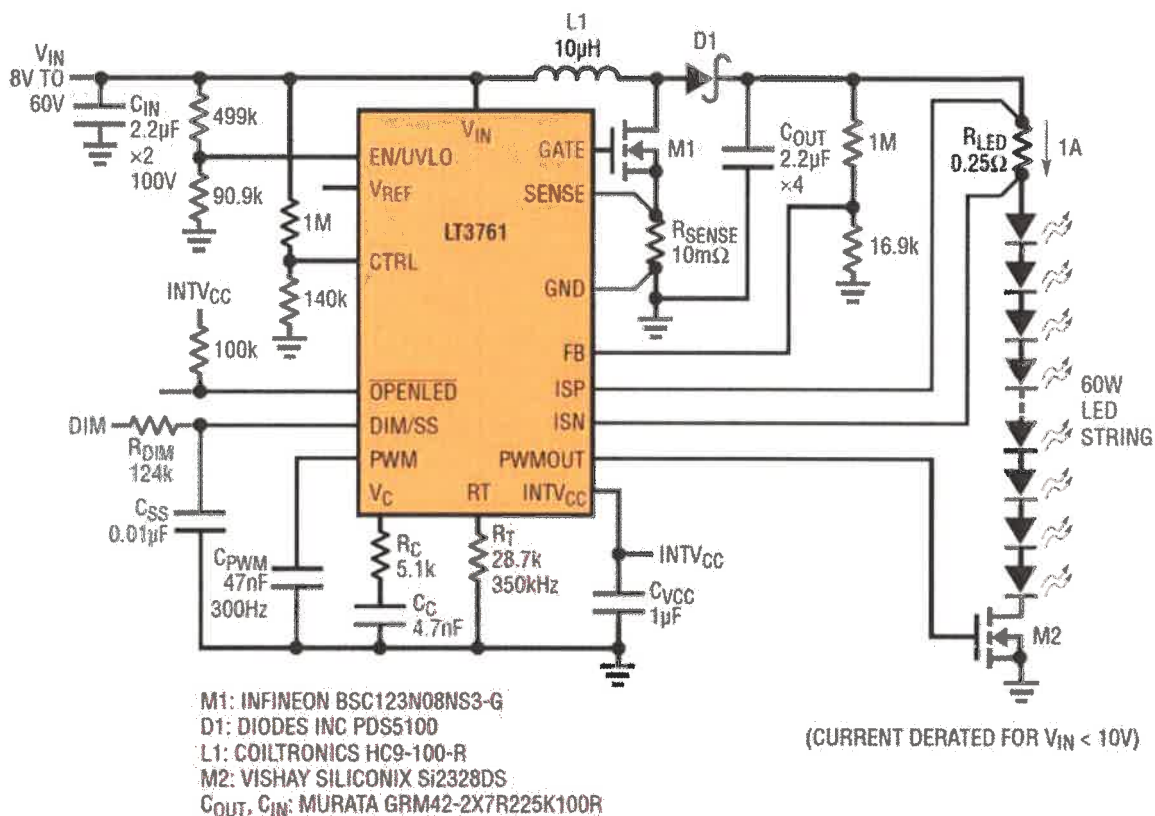 L1
10µH
D1
VIN
8V TO
60V
CIN
2.2µF
×2
100V
499k
90.9k
1M
140k
INTVCC
100k
DIM
RDIM
124k
CSS
0.01µF
CPWM
47nF
300Hz
VIN
EN/UVLO
VREF
CTRL
OPENLED
DIM/SS
PWM
VC
RT
LT3761
GATE
SENSE
GND
FB
ISP
ISN
PWMOUT
INTVCC
M1
RSENSE
10mΩ
COUT
2.2µF
×4
1M
16.9k
RLED
0.25Ω
1A
60W
LED
STRING
M2
RC
5.1k
CC
4.7nF
RT
28.7k
350kHz
INTVCC
CVCC
1µF
M1: INFINEON BSC123N08NS3-G
D1: DIODES INC PDS5100
L1: COILTRONICS HC9-100-R
M2: VISHAY SILICONIX Si2328DS
COUT, CIN: MURATA GRM42-2X7R225K100R
(CURRENT DERATED FOR VIN < 10V)